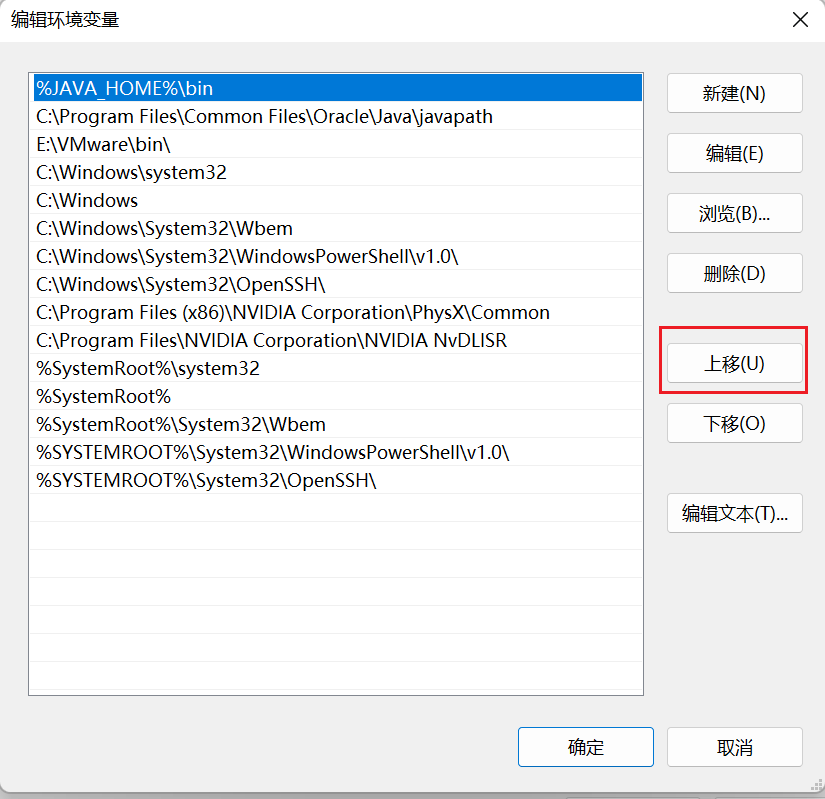 编辑环境变量
%JAVA_HOME%\bin
C:\Program Files\Common Files\Oracle\Java\javapath
E:\VMware\bin\
C:\Windows\system32
C:\Windows
C:\Windows\System32\Wbem
C:\Windows\System32\WindowsPowerShell\v1.0\
C:\Windows\System32\OpenSSH\
C:\Program Files (x86)\NVIDIA Corporation\PhysX\Common
C:\Program Files\NVIDIA Corporation\NVIDIA NvDLISR
%SystemRoot%\system32
%SystemRoot%
%SystemRoot%\System32\Wbem
%SYSTEMROOT%\System32\WindowsPowerShell\v1.0\
%SYSTEMROOT%\System32\OpenSSH\
新建(N)
编辑(E)
浏览(B)...
删除(D)
上移(U)
下移(O)
编辑文本(T)...
确定
取消